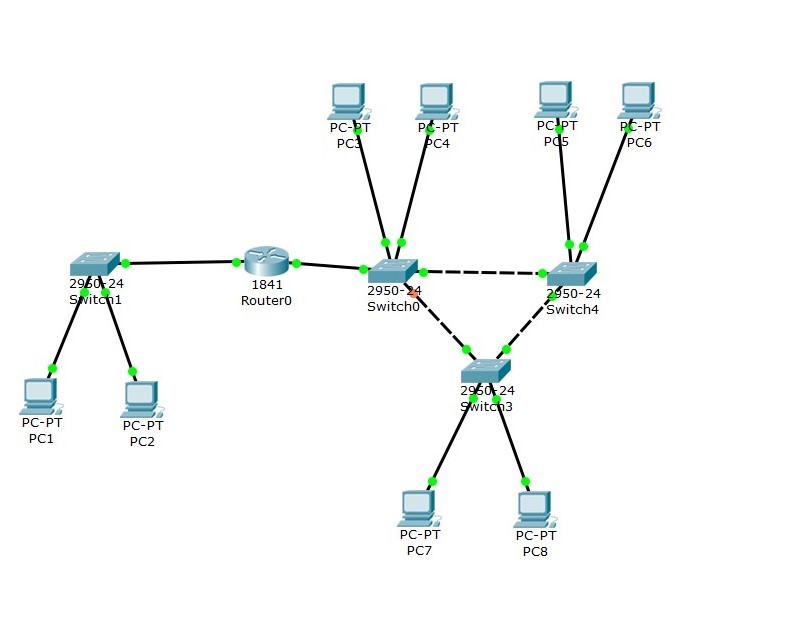 PC-PT
PC3
PC-PT
PC4
PC-PT
PC5
PC-PT
PC6
2950-24
Switch1
1841
Router0
2950-24
Switch0
2950-24
Switch4
2950-24
Switch3
PC-PT
PC1
PC-PT
PC2
PC-PT
PC7
PC-PT
PC8